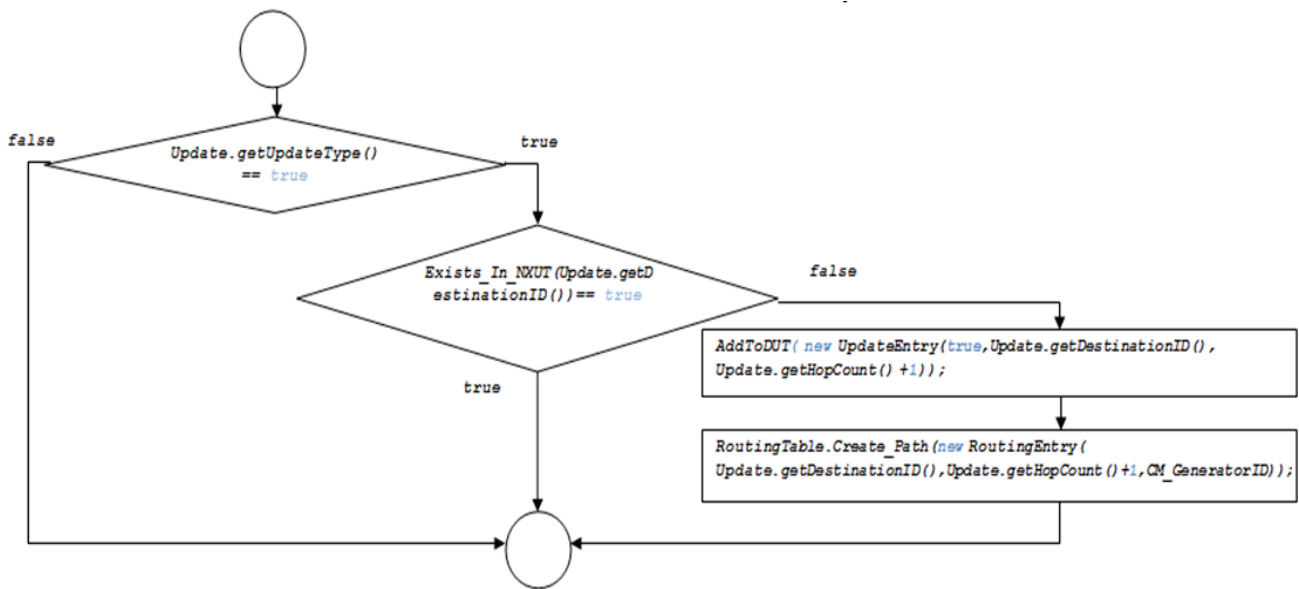 false
true
Update.getUpdateType()
== true
Exists_In_NXUT(Update.getD
estinationID())== true
false
true
AddToDUT( new UpdateEntry(true,Update.getDestinationID(),
Update.getHopCount() +1));
RoutingTable.Create_Path(new RoutingEntry(
Update.getDestinationID(),Update.getHopCount()+1,CM_GeneratorID));